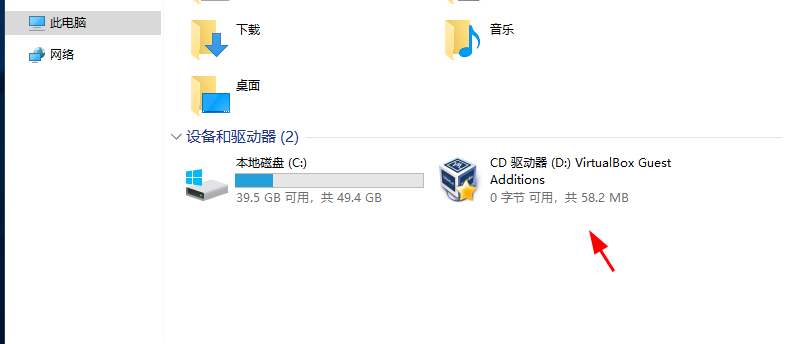 此电脑
网络
下载
音乐
桌面
设备和驱动器 (2)
本地磁盘 (C:)
39.5 GB 可用，共 49.4 GB
CD 驱动器 (D:) VirtualBox Guest
Additions
0 字节 可用，共 58.2 MB